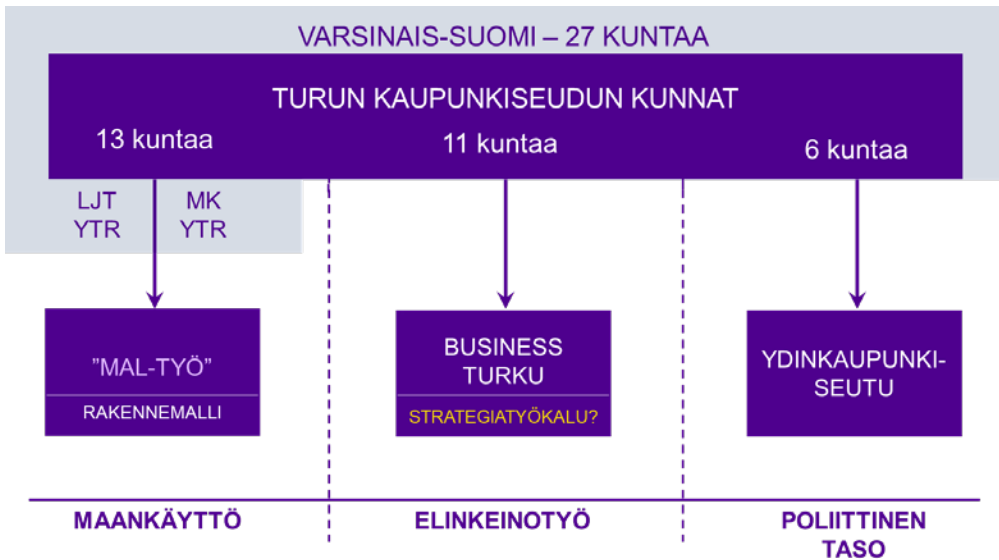 VARSINAIS-SUOMI – 27 KUNTAA
TURUN KAUPUNKISEUDUN KUNNAT
13 kuntaa
11 kuntaa
6 kuntaa
LJT
YTR
MK
YTR
"MAL-TYÖ"
RAKENNEMALLI
BUSINESS
TURKU
STRATEGIATYÖKALU?
YDINKAUPUNKI-
SEUTU
MAANKÄYTTÖ
ELINKEINOTYÖ
POLIITTINEN
TASO